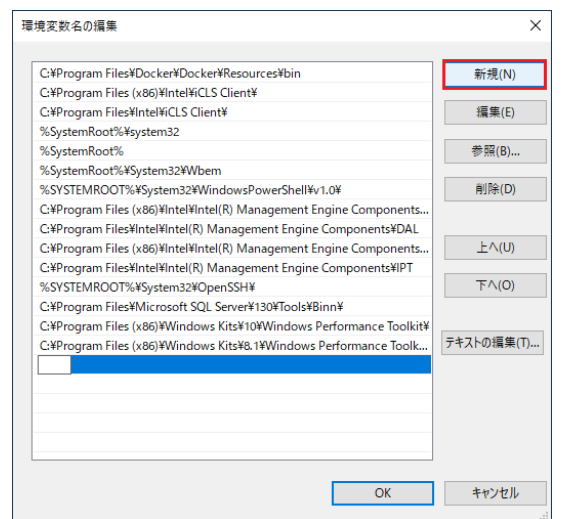 環境変数名の編集
C:¥Program Files¥Docker¥Docker¥Resources¥bin
C:¥Program Files (x86)¥Intel¥iCLS Client¥
C:¥Program Files¥Intel¥iCLS Client¥
%SystemRoot%¥system32
%SystemRoot%
%SystemRoot%¥System32¥Wbem
%SYSTEMROOT%¥System32¥WindowsPowerShell¥v1.0¥
C:¥Program Files (x86)¥Intel¥Intel(R) Management Engine Components...
C:¥Program Files¥Intel¥Intel(R) Management Engine Components¥DAL
C:¥Program Files (x86)¥Intel¥Intel(R) Management Engine Components...
C:¥Program Files¥Intel¥Intel(R) Management Engine Components¥IPT
%SYSTEMROOT%¥System32¥OpenSSH¥
C:¥Program Files¥Microsoft SQL Server¥130¥Tools¥Binn¥
C:¥Program Files (x86)¥Windows Kits¥10¥Windows Performance Toolkit¥
C:¥Program Files (x86)¥Windows Kits¥8.1¥Windows Performance Toolk...
新規(N)
編集(E)
参照(B)...
削除(D)
上へ(U)
下へ(O)
テキストの編集(T)...
OK
キャンセル